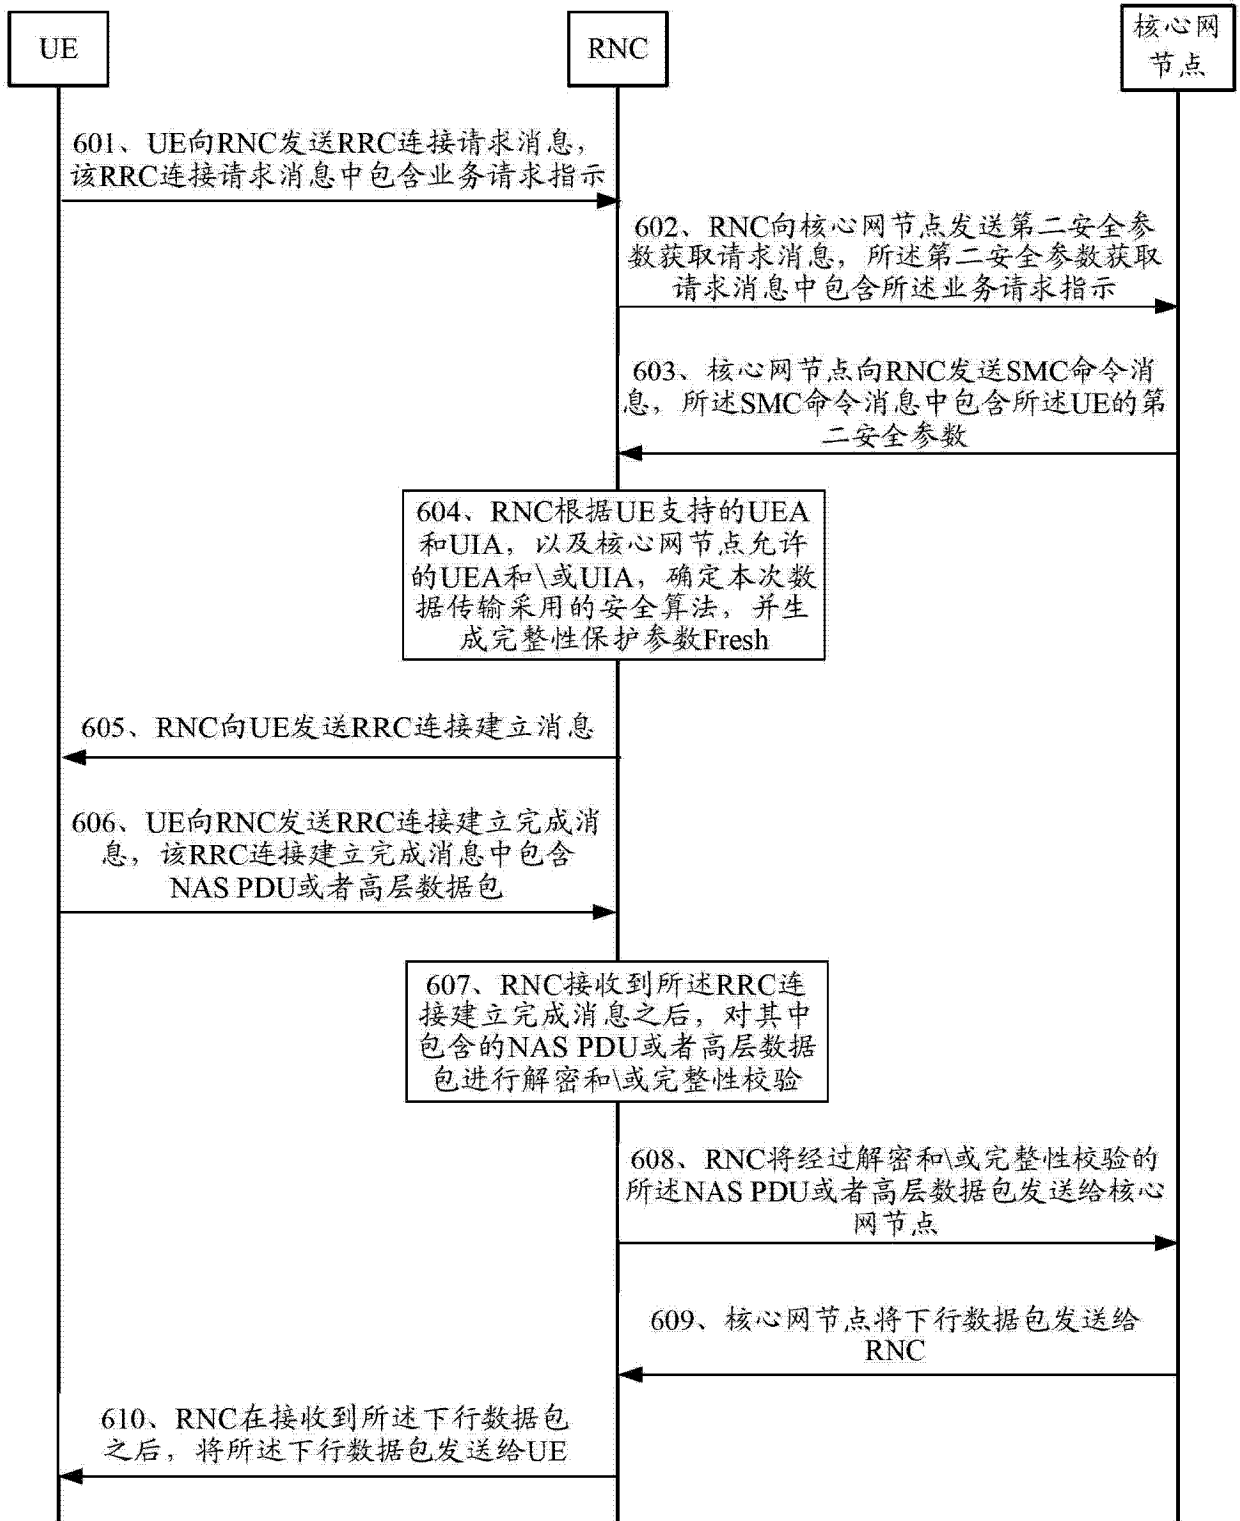 UE
RNC
核心网
节点
601、UE向RNC发送RRC连接请求消息，
该RRC连接请求消息中包含业务请求指示
602、RNC向核心网节点发送第二安全参
数获取请求消息，所述第二安全参数获取
请求消息中包含所述业务请求指示
603、核心网节点向RNC发送SMC命令消
息，所述SMC命令消息中包含所述UE的第
二安全参数
604、RNC根据UE支持的UEA
和UIA，以及核心网节点允许
的UEA和\或UIA，确定本次数
据传输采用的安全算法，并生
成完整性保护参数Fresh
605、RNC向UE发送RRC连接建立消息
606、UE向RNC发送RRC连接建立完成消
息，该RRC连接建立完成消息中包含
NAS PDU或者高层数据包
607、RNC接收到所述RRC连
接建立完成消息之后，对其中
包含的NAS PDU或者高层数据
包进行解密和\或完整性校验
608、RNC将经过解密和\或完整性校验的
所述NAS PDU或者高层数据包发送给核心
网节点
609、核心网节点将下行数据包发送给
RNC
610、RNC在接收到所述下行数据包
之后，将所述下行数据包发送给UE